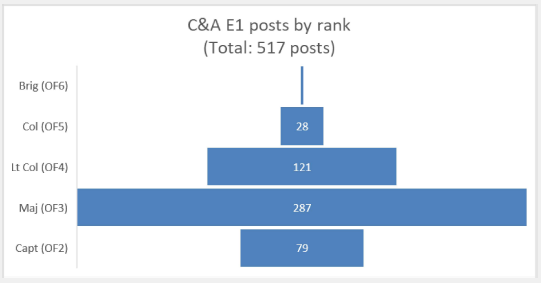 C&A E1 posts by rank
(Total: 517 posts)
Brig (OF6)
Col (OF5)
28
Lt Col (OF4)
121
Maj (OF3)
287
Capt (OF2)
79